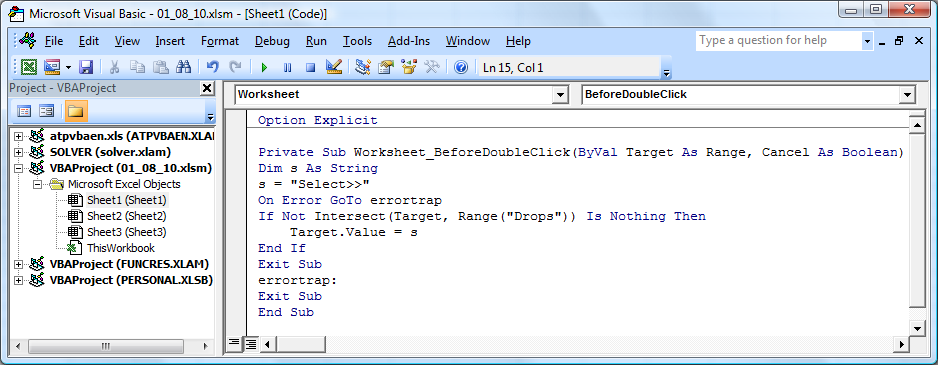 Microsoft Visual Basic - 01_08_10.xlsm - [Sheet1 (Code)]
File Edit View Insert Format Debug Run Tools Add-Ins Window Help
Type a question for help
Ln 15, Col 1
Project - VBAProject
atpvbaen.xls (ATPVBAEN.XLAM
SOLVER (solver.xlam)
VBAProject (01_08_10.xlsm)
Microsoft Excel Objects
Sheet1 (Sheet1)
Sheet2 (Sheet2)
Sheet3 (Sheet3)
ThisWorkbook
VBAProject (FUNCRES.XLAM)
VBAProject (PERSONAL.XLSB)
Worksheet
BeforeDoubleClick
Option Explicit
Private Sub Worksheet_BeforeDoubleClick(ByVal Target As Range, Cancel As Boolean)
Dim s As String
s = "Select>>"
On Error GoTo errortrap
If Not Intersect(Target, Range("Drops")) Is Nothing Then
Target.Value = s
End If
Exit Sub
errortrap:
Exit Sub
End Sub